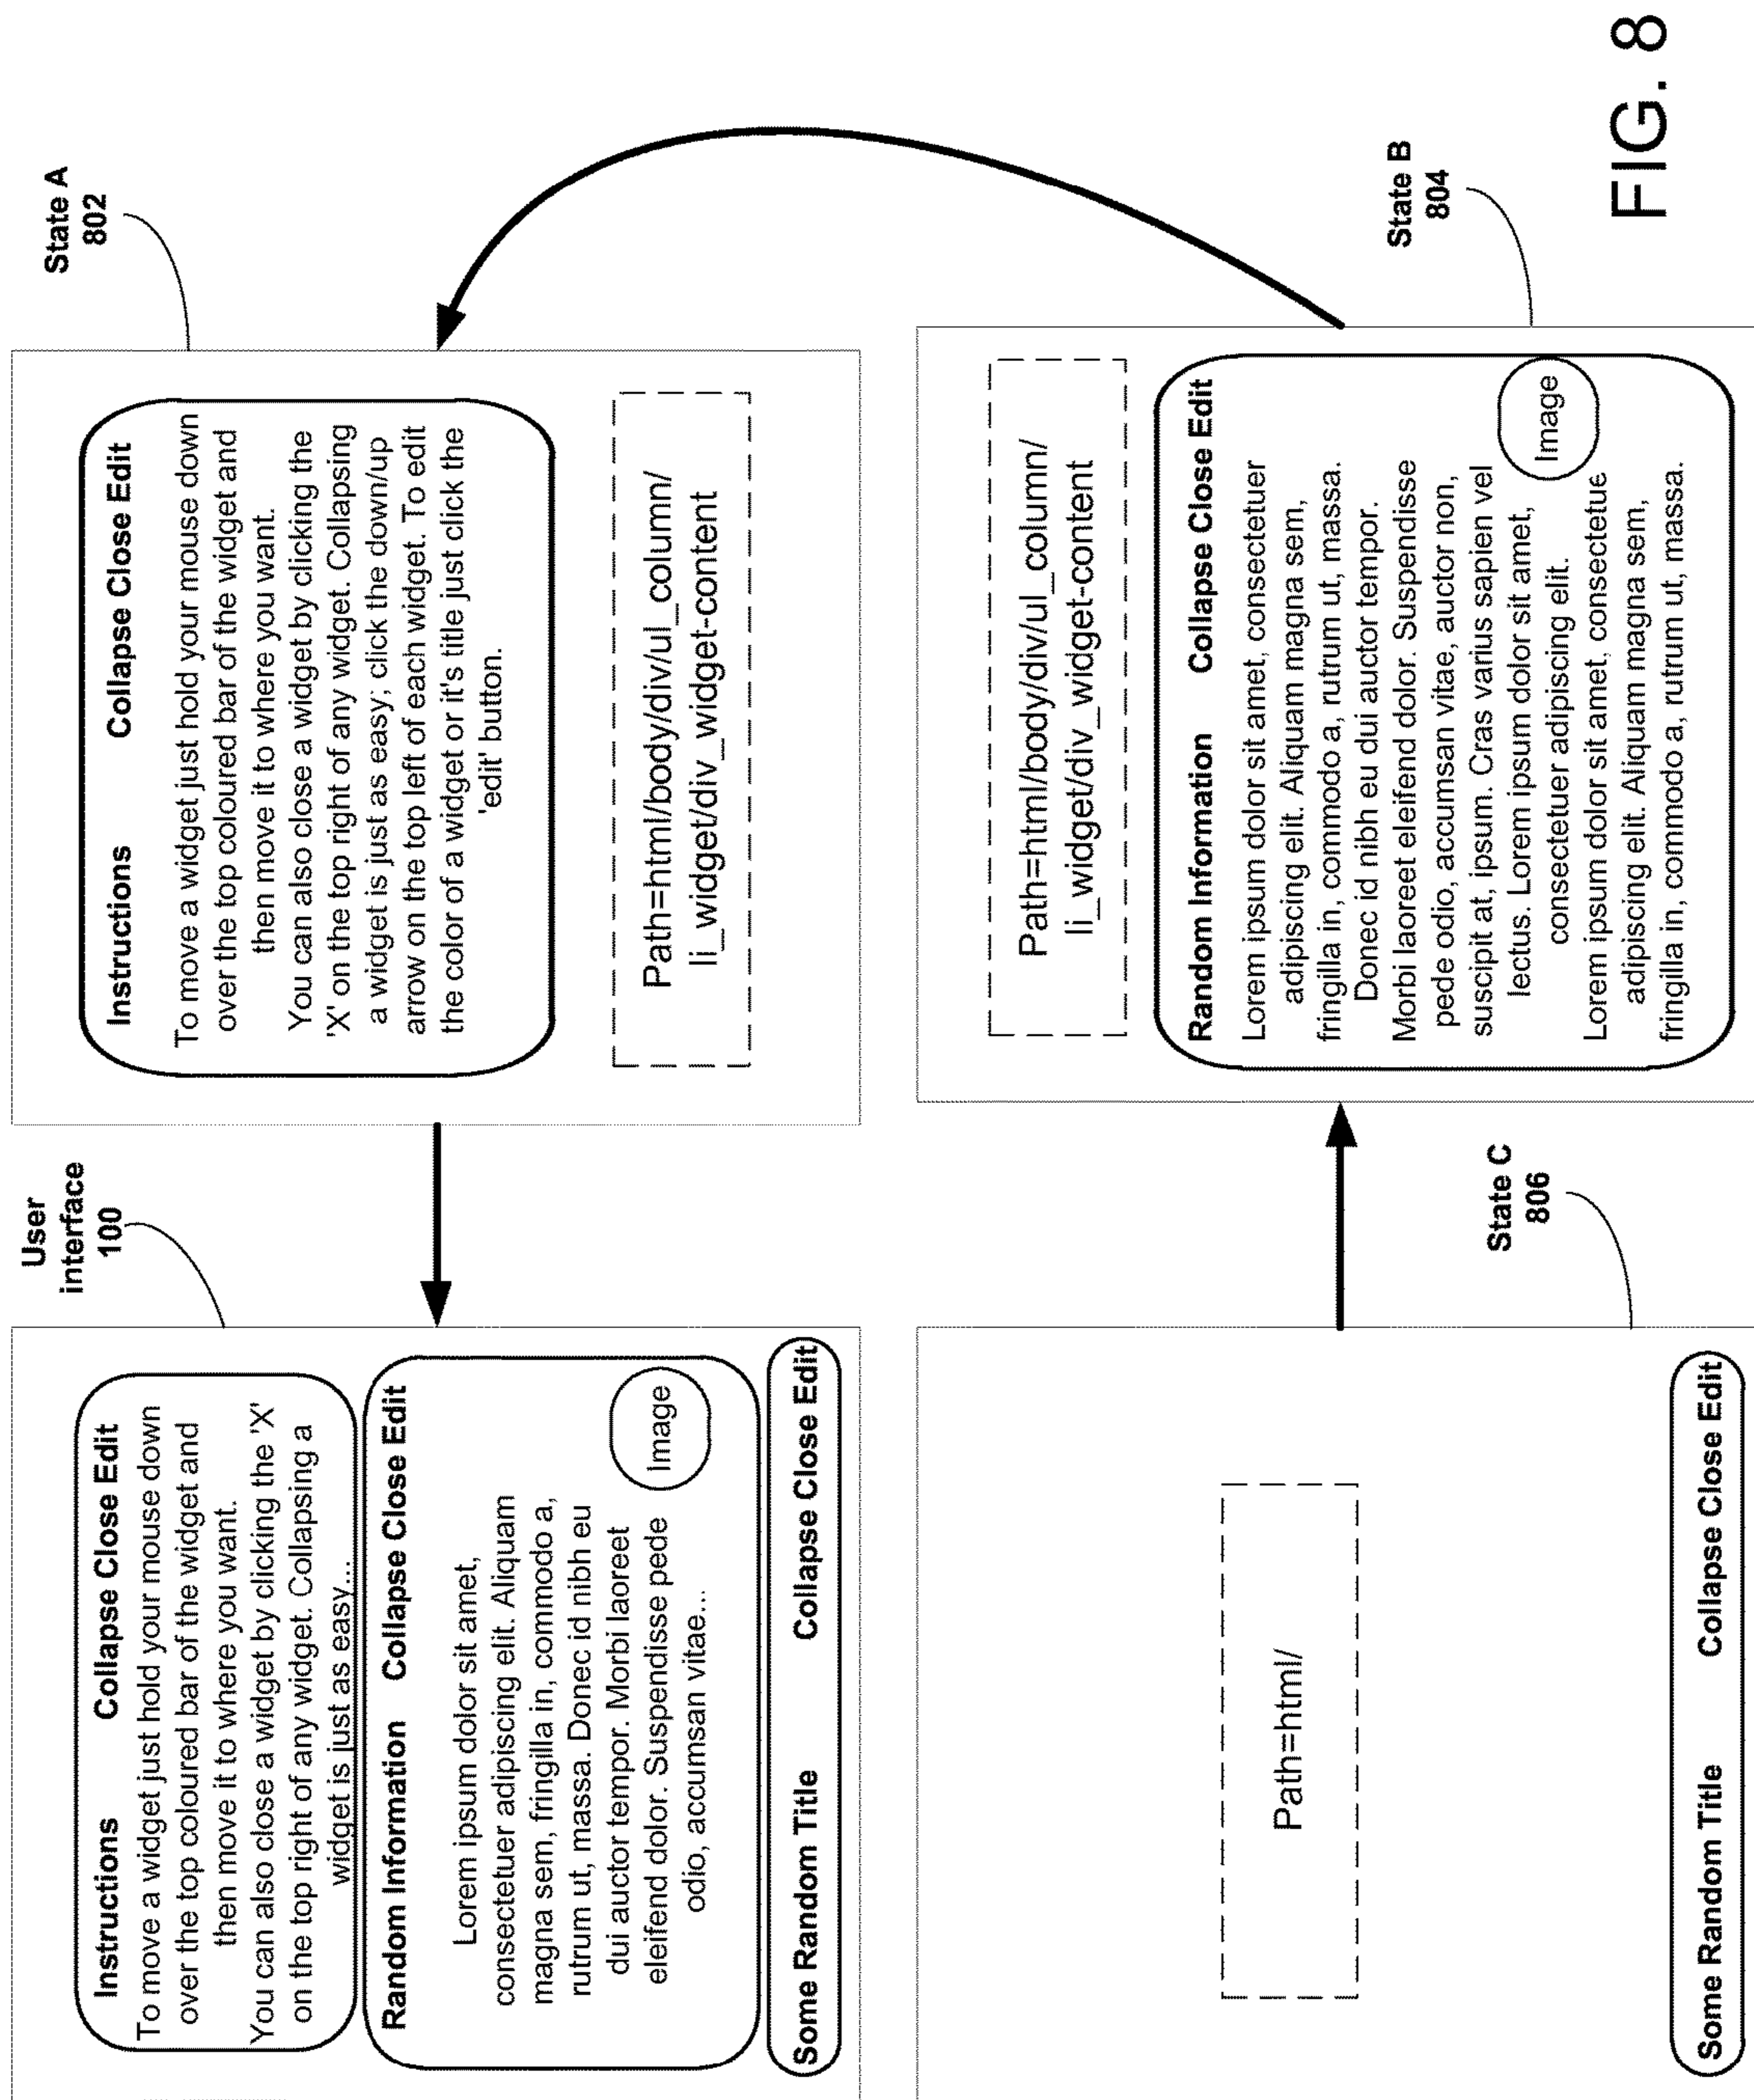 User
interface
100
Instructions Collapse Close Edit
To move a widget just hold your mouse down
over the top coloured bar of the widget and
then move it to where you want.
You can also close a widget by clicking the 'X'
on the top right of any widget. Collapsing a
widget is just as easy...
Random Information Collapse Close Edit
Lorem ipsum dolor sit amet,
consectetuer adipiscing elit. Aliquam
magna sem, fringilla in, commodo a,
rutrum ut, massa. Donec id nibh eu
dui auctor tempor. Morbi laoreet
eleifend dolor. Suspendisse pede
odio, accumsan vitae...
Image
Some Random Title Collapse Close Edit
State A
802
Instructions Collapse Close Edit
To move a widget just hold your mouse down
over the top coloured bar of the widget and
then move it to where you want.
You can also close a widget by clicking the
'X' on the top right of any widget. Collapsing
a widget is just as easy; click the down/up
arrow on the top left of each widget. To edit
the color of a widget or it's title just click the
'edit' button.
Path=html/body/div/ul_column/
li_widget/div_widget-content
State C
806
Path=html/
Some Random Title Collapse Close Edit
State B
804
Path=html/body/div/ul_column/
li_widget/div_widget-content
Random Information Collapse Close Edit
Lorem ipsum dolor sit amet, consectetuer
adipiscing elit. Aliquam magna sem,
fringilla in, commodo a, rutrum ut, massa.
Donec id nibh eu dui auctor tempor.
Morbi laoreet eleifend dolor. Suspendisse
pede odio, accumsan vitae, auctor non,
suscipit at, ipsum. Cras varius sapien vel
lectus. Lorem ipsum dolor sit amet,
consectetuer adipiscing elit.
Lorem ipsum dolor sit amet, consectetue
adipiscing elit. Aliquam magna sem,
fringilla in, commodo a, rutrum ut, massa.
Image
FIG. 8